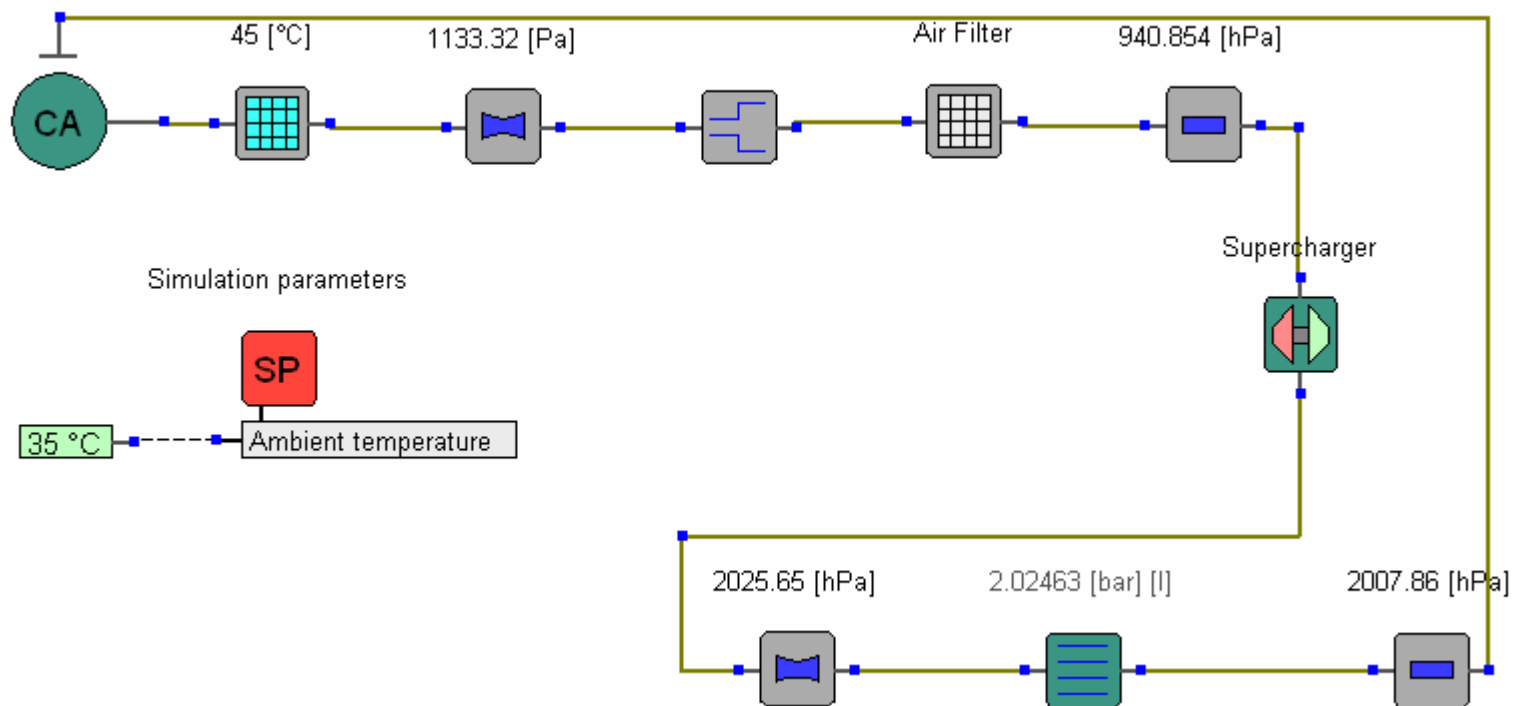 45 [°C]
1133.32 [Pa]
Air Filter
940.854 [hPa]
CA
Supercharger
Simulation parameters
SP
35 °C
Ambient temperature
2025.65 [hPa]
2.02463 [bar] [l]
2007.86 [hPa]